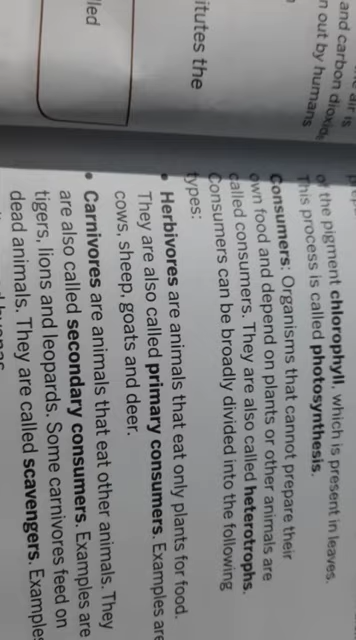 air is
and carbon dioxide
n out by humans
itutes the
lled
of the pigment chlorophyll, which is present in leaves.
This process is called photosynthesis.
Consumers: Organisms that cannot prepare their
own food and depend on plants or other animals are
called consumers. They are also called heterotrophs.
Consumers can be broadly divided into the following
types:
• Herbivores are animals that eat only plants for food.
They are also called primary consumers. Examples are
cows, sheep, goats and deer.
• Carnivores are animals that eat other animals. They
are also called secondary consumers. Examples are
tigers, lions and leopards. Some carnivores feed on
dead animals. They are called scavengers. Examples